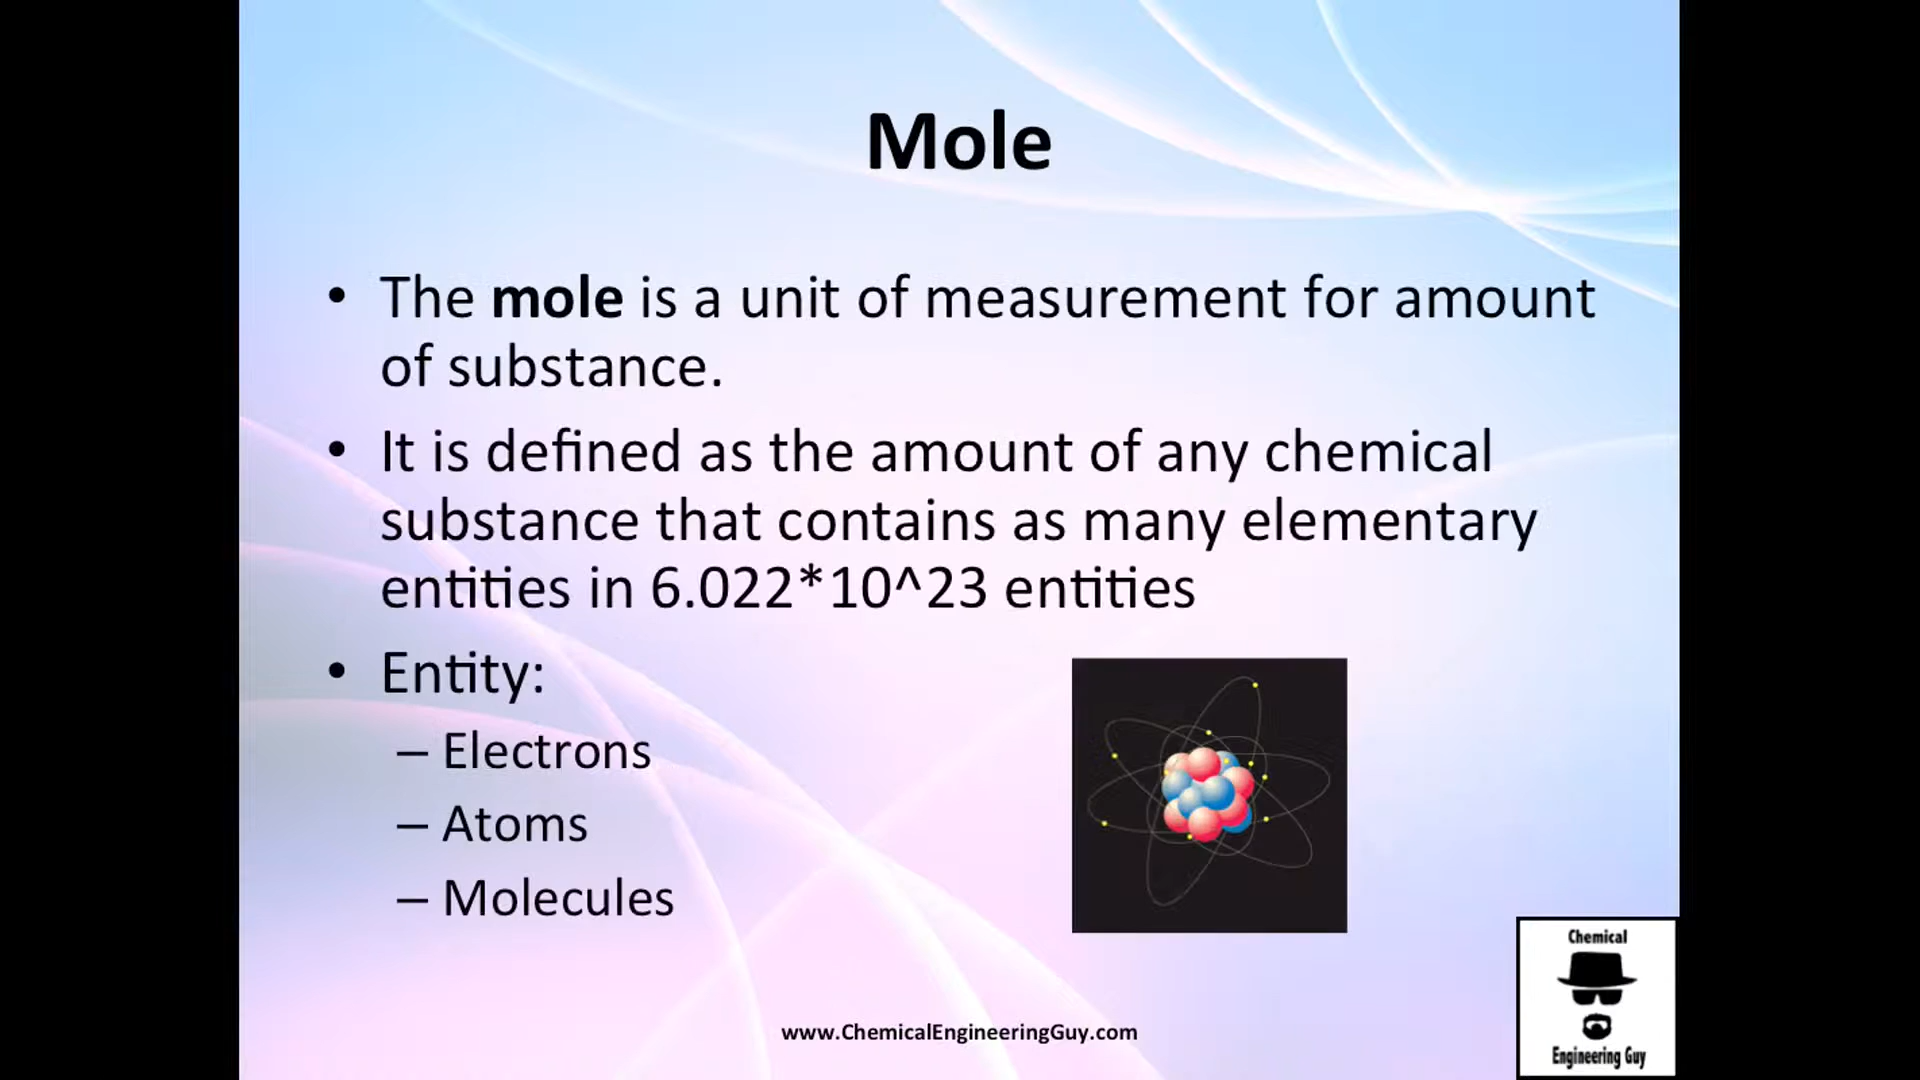 Mole
• The mole is a unit of measurement for amount
of substance.
• It is defined as the amount of any chemical
substance that contains as many elementary
entities in 6.022*10^23 entities
• Entity:
– Electrons
– Atoms
– Molecules
Chemical
Engineering Guy
www.ChemicalEngineeringGuy.com